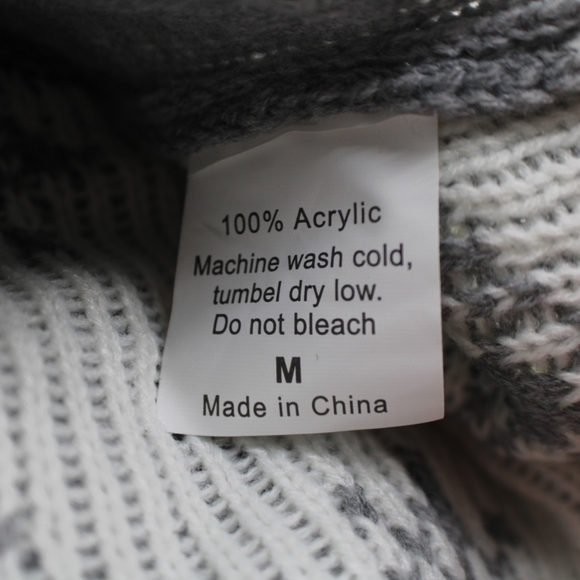 100% Acrylic
Machine wash cold,
tumbel dry low.
Do not bleach
M
Made in China